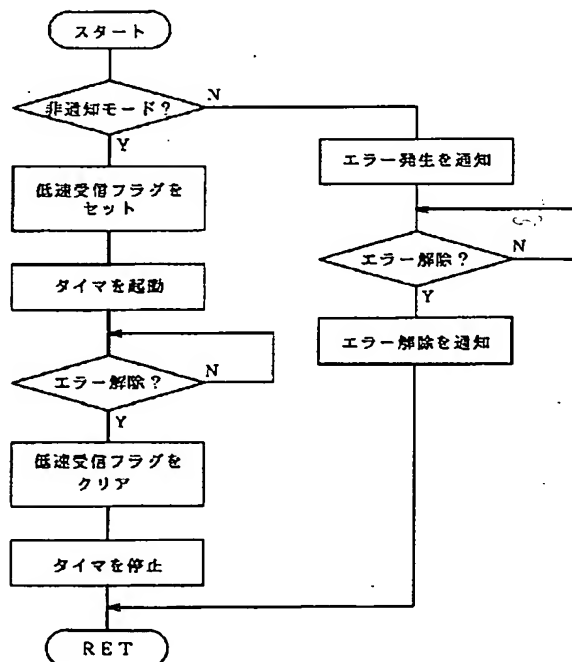 スタート
非通知モード?
N
Y
低速受信フラグを
セット
タイマを起動
エラー解除?
N
Y
低速受信フラグを
クリア
タイマを停止
RET
エラー発生を通知
エラー解除?
N
Y
エラー解除を通知